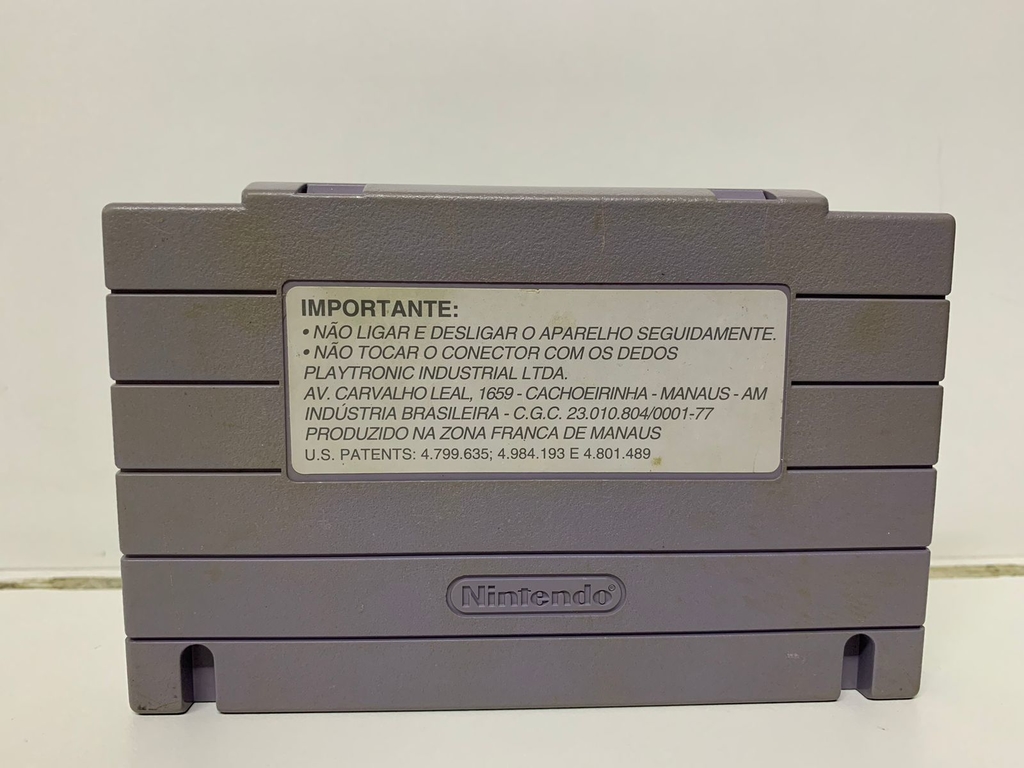 IMPORTANTE:
• NÃO LIGAR E DESLIGAR O APARELHO SEGUIDAMENTE.
• NÃO TOCAR O CONECTOR COM OS DEDOS
PLAYTRONIC INDUSTRIAL LTDA.
AV. CARVALHO LEAL, 1659 - CACHOEIRINHA - MANAUS - AM
INDÚSTRIA BRASILEIRA - C.G.C. 23.010.804/0001-77
PRODUZIDO NA ZONA FRANCA DE MANAUS
U.S. PATENTS: 4.799.635; 4.984.193 E 4.801.489
Nintendo®